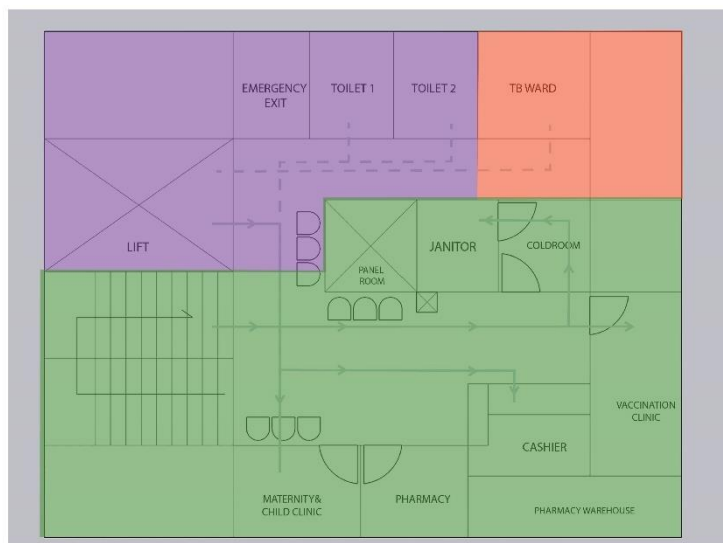 EMERGENCY
EXIT
TOILET 1
TOILET 2
TB WARD
LIFT
PANEL
ROOM
JANITOR
COLDROOM
VACCINATION
CLINIC
CASHIER
MATERNITY&
CHILD CLINIC
PHARMACY
PHARMACY WAREHOUSE